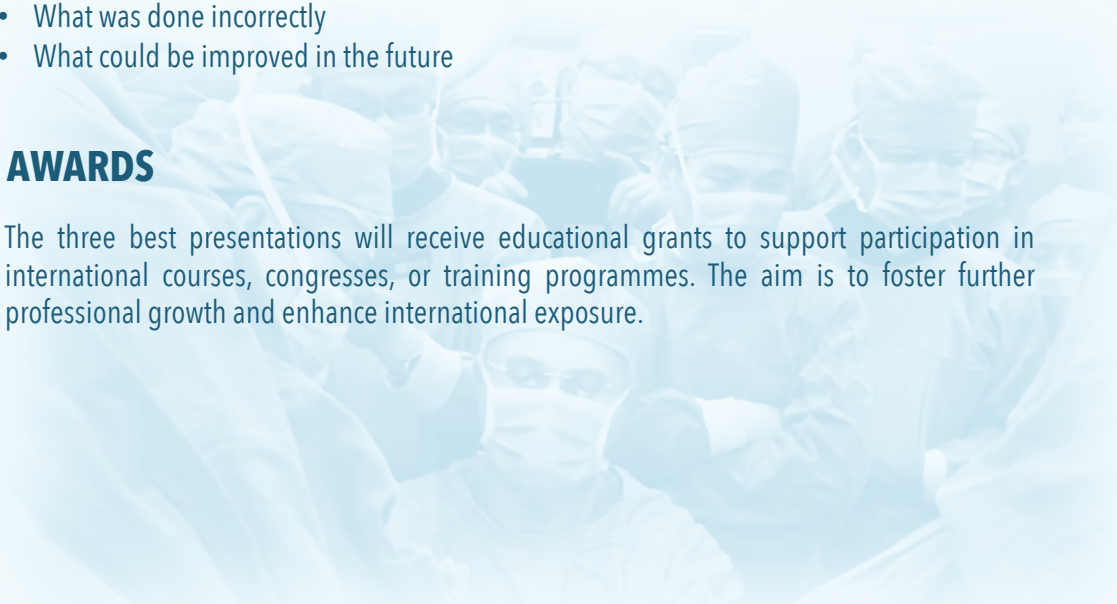 • What was done incorrectly
• What could be improved in the future
AWARDS
The three best presentations will receive educational grants to support participation in
international courses, congresses, or training programmes. The aim is to foster further
professional growth and enhance international exposure.